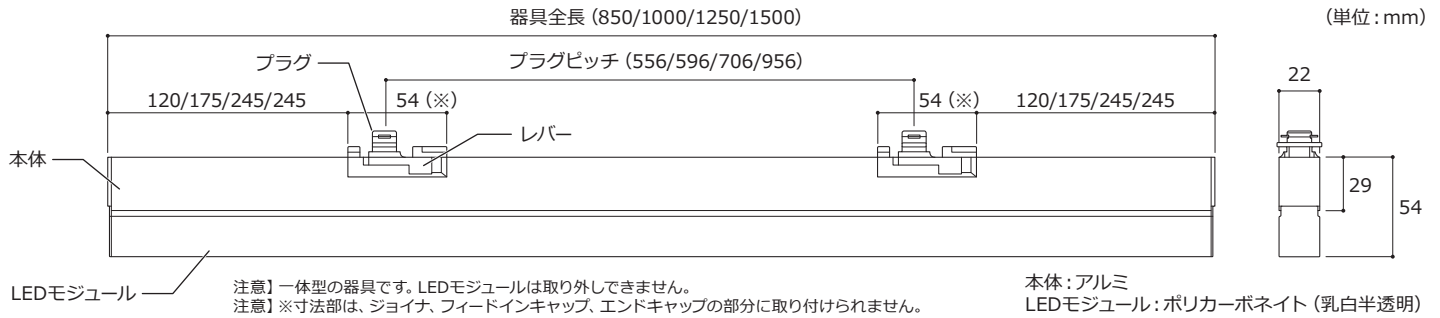 器具全長（850/1000/1250/1500）
（単位：mm）
プラグ
プラグピッチ（556/596/706/956）
22
120/175/245/245
54（※）
54（※）
120/175/245/245
レバー
本体
29
54
LEDモジュール
注意】一体型の器具です。LEDモジュールは取り外しできません。
注意】※寸法部は、ジョイナ、フィードインキャップ、エンドキャップの部分に取り付けられません。
本体：アルミ
LEDモジュール：ポリカーボネイト（乳白半透明）